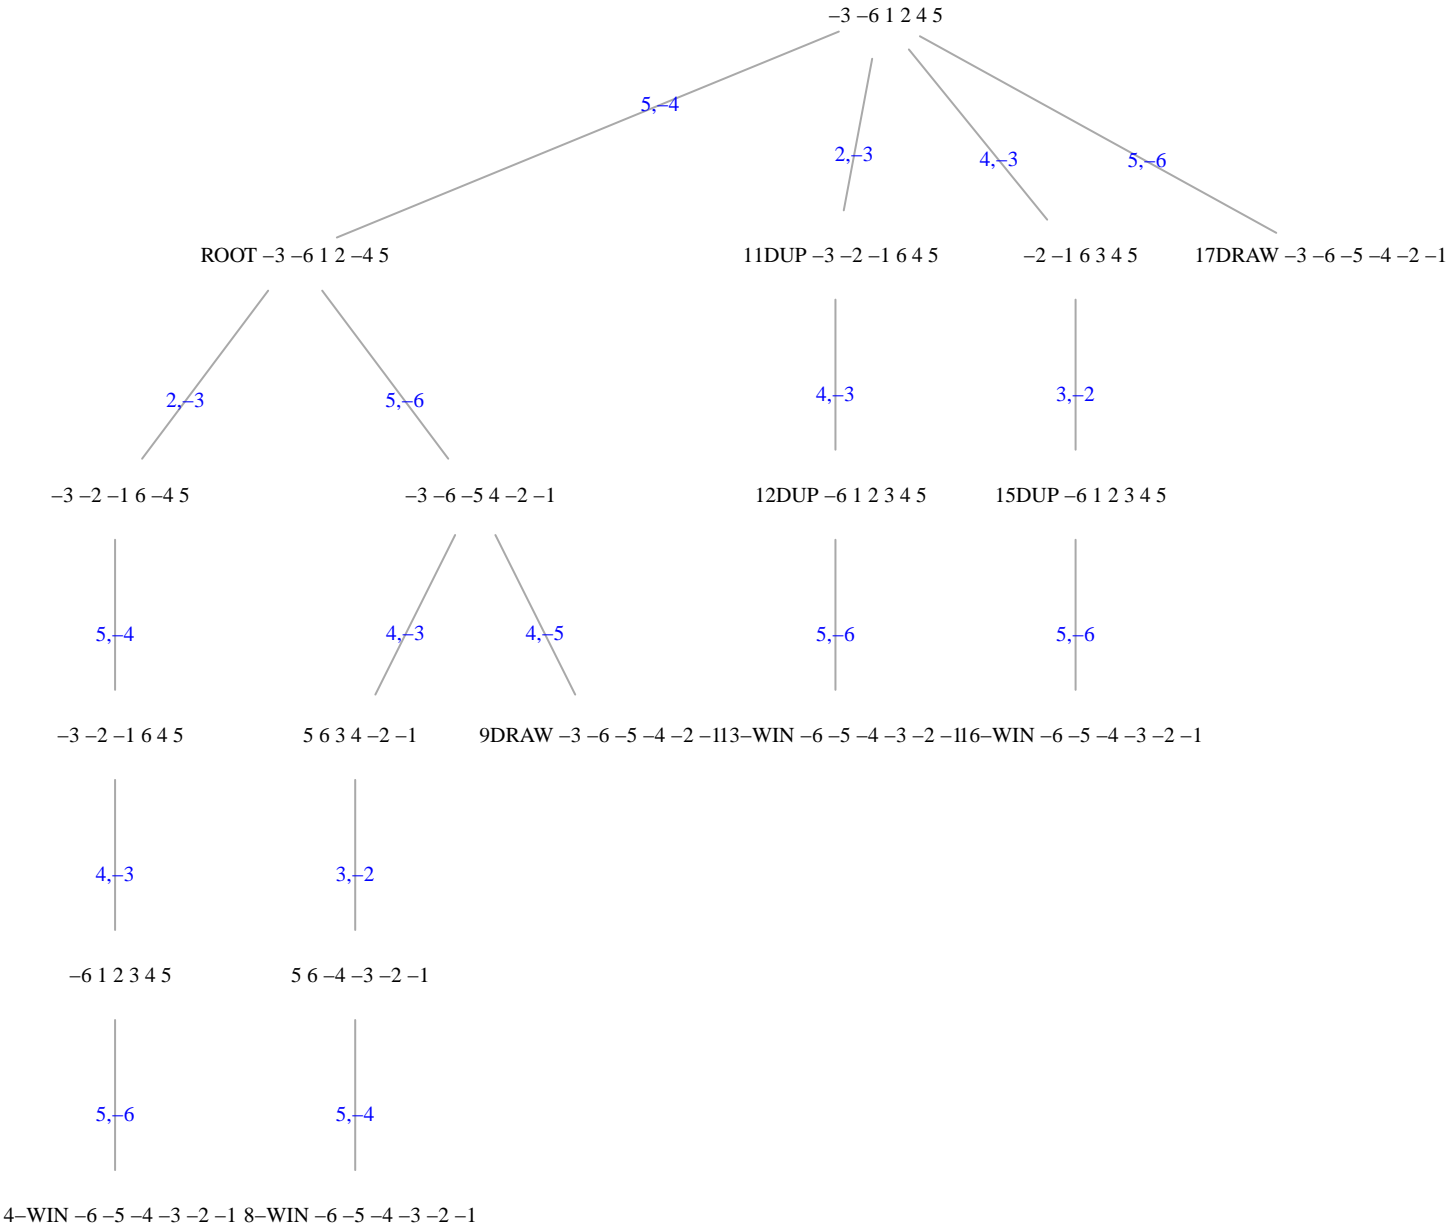 –3 –6 1 2 4 5
5,–4
2,–3
4,–3
5,–6
ROOT –3 –6 1 2 –4 5
11DUP –3 –2 –1 6 4 5
–2 –1 6 3 4 5
17DRAW –3 –6 –5 –4 –2 –1
2,–3
5,–6
4,–3
3,–2
–3 –2 –1 6 –4 5
–3 –6 –5 4 –2 –1
12DUP –6 1 2 3 4 5
15DUP –6 1 2 3 4 5
5,–4
4,–3
4,–5
5,–6
5,–6
–3 –2 –1 6 4 5
5 6 3 4 –2 –1
9DRAW –3 –6 –5 –4 –2 –1
13–WIN –6 –5 –4 –3 –2 –1
16–WIN –6 –5 –4 –3 –2 –1
4,–3
3,–2
–6 1 2 3 4 5
5 6 –4 –3 –2 –1
5,–6
5,–4
4–WIN –6 –5 –4 –3 –2 –1
8–WIN –6 –5 –4 –3 –2 –1